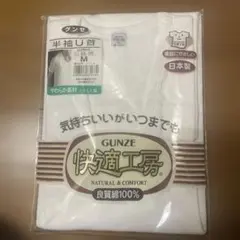 グンゼ
半袖U首
M
日本製
気持ちいいがいつまでも
GUNZE
快適工房
NATURAL & COMFORT
良質綿100%